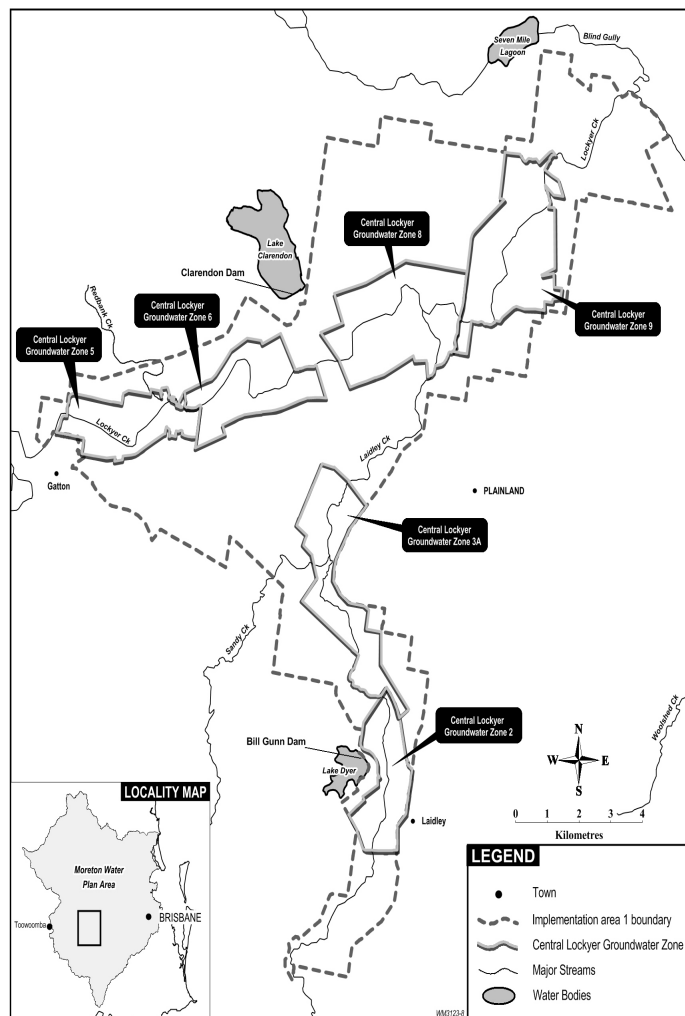 Seven Mile
Lagoon
Blind Gully
Lockyer Ck
Central Lockyer
Groundwater Zone 8
Lake
Clarendon
Clarendon Dam
Redbank Ck
Central Lockyer
Groundwater Zone 6
Central Lockyer
Groundwater Zone 9
Central Lockyer
Groundwater Zone 5
Lockyer Ck
Laidley Ck
Gatton
PLAINLAND
Central Lockyer
Groundwater Zone 3A
Sandy Ck
Woolshed Ck
Central Lockyer
Groundwater Zone 2
Bill Gunn Dam
Lake Dyer
Laidley
N
W E
S
0 1 2 3 4
Kilometres
LOCALITY MAP
Moreton Water
Plan Area
Toowoomba
BRISBANE
LEGEND
Town
Implementation area 1 boundary
Central Lockyer Groundwater Zone
Major Streams
Water Bodies
WM3123-8